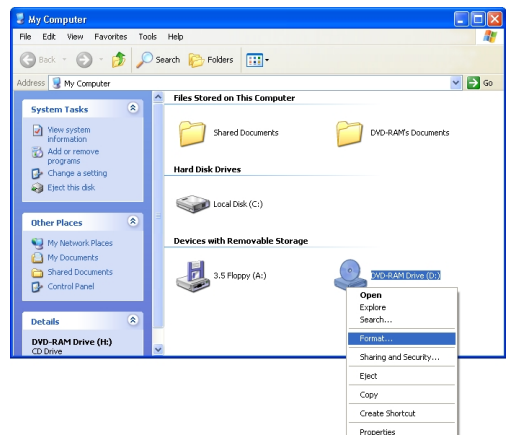 My Computer
File Edit View Favorites Tools Help
Back Search Folders
Address My Computer Go
System Tasks
View system
information
Add or remove
programs
Change a setting
Eject this disk
Other Places
My Network Places
My Documents
Shared Documents
Control Panel
Details
DVD-RAM Drive (H:)
CD Drive
Files Stored on This Computer
Shared Documents
DVD-RAM's Documents
Hard Disk Drives
Local Disk (C:)
Devices with Removable Storage
3.5 Floppy (A:)
DVD-RAM Drive (D:)
Open
Explore
Search...
Format...
Sharing and Security...
Eject
Copy
Create Shortcut
Properties